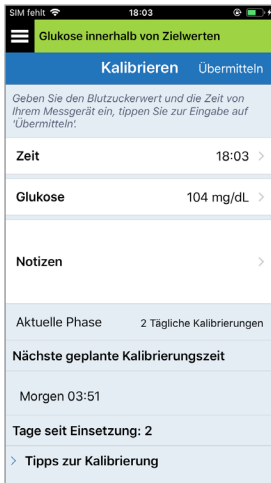 SIM fehlt 18:03
Glukose innerhalb von Zielwerten
Kalibrieren Übermitteln
Geben Sie den Blutzuckerwert und die Zeit von
Ihrem Messgerät ein, tippen Sie zur Eingabe auf
'Übermitteln'.
Zeit 18:03
Glukose 104 mg/dL
Notizen
Aktuelle Phase 2 Tägliche Kalibrierungen
Nächste geplante Kalibrierungszeit
Morgen 03:51
Tage seit Einsetzung: 2
Tipps zur Kalibrierung